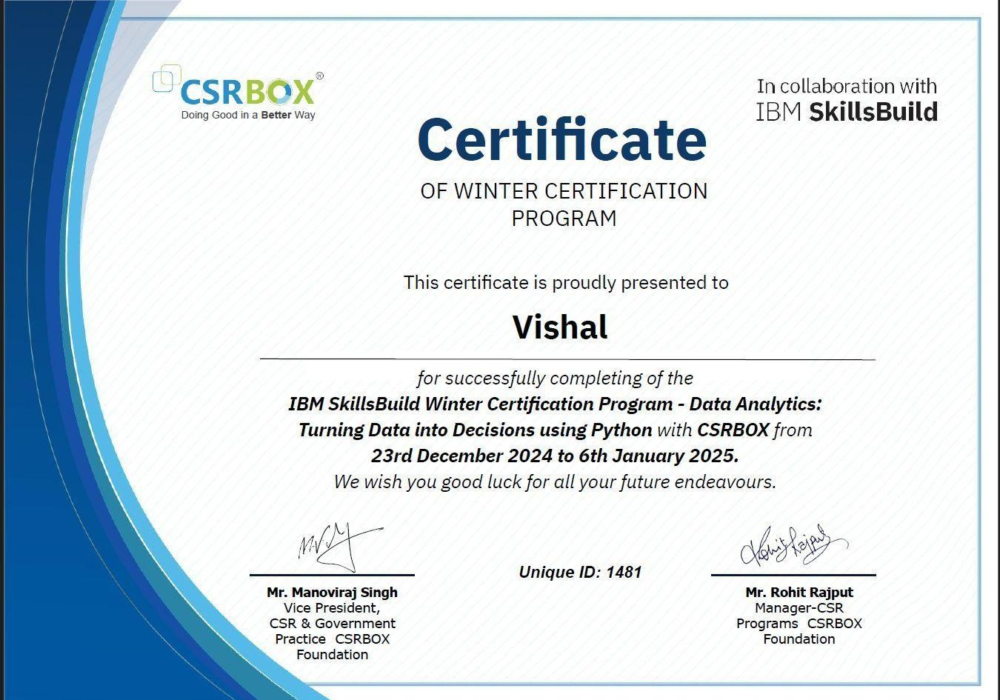 CSRBOX®
Doing Good in a Better Way
In collaboration with
IBM SkillsBuild
Certificate
OF WINTER CERTIFICATION
PROGRAM
This certificate is proudly presented to
Vishal
for successfully completing of the
IBM SkillsBuild Winter Certification Program - Data Analytics:
Turning Data into Decisions using Python with CSRBOX from
23rd December 2024 to 6th January 2025.
We wish you good luck for all your future endeavours.
Rohit Rajput
Unique ID: 1481
Mr. Manoviraj Singh
Vice President,
CSR & Government
Practice CSRBOX
Foundation
Mr. Rohit Rajput
Manager-CSR
Programs CSRBOX
Foundation